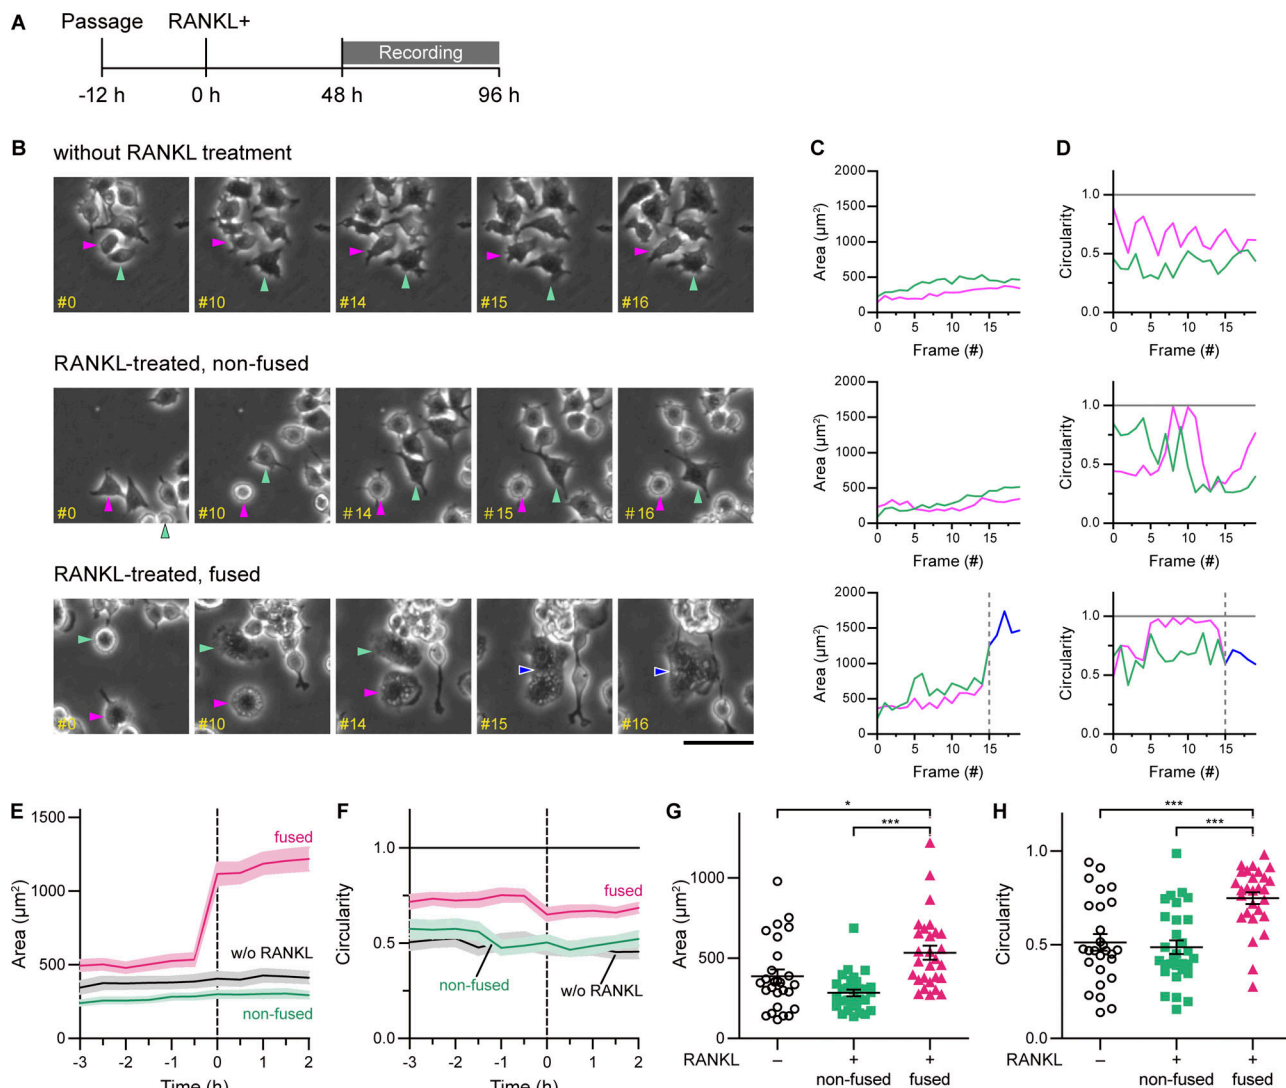 A
Passage RANKL+
Recording
-12 h 0 h 48 h 96 h
B
without RANKL treatment
#0 #10 #14 #15 #16
RANKL-treated, non-fused
#0 #10 #14 #15 #16
RANKL-treated, fused
#0 #10 #14 #15 #16
C
2000
1500
1000
500
0
Area (µm²)
0 5 10 15
Frame (#)
2000
1500
1000
500
0
Area (µm²)
0 5 10 15
Frame (#)
2000
1500
1000
500
0
Area (µm²)
0 5 10 15
Frame (#)
D
1.0
0.5
0.0
Circularity
0 5 10 15
Frame (#)
1.0
0.5
0.0
Circularity
0 5 10 15
Frame (#)
1.0
0.5
0.0
Circularity
0 5 10 15
Frame (#)
E
1500
1000
500
0
Area (µm²)
fused
w/o RANKL
non-fused
-3 -2 -1 0 1 2
Time (h)
F
1.0
0.5
0.0
Circularity
fused
non-fused
w/o RANKL
-3 -2 -1 0 1 2
Time (h)
G
*
***
1000
500
0
Area (µm²)
RANKL – + +
non-fused fused
H
***
***
1.0
0.5
0.0
Circularity
RANKL – + +
non-fused fused